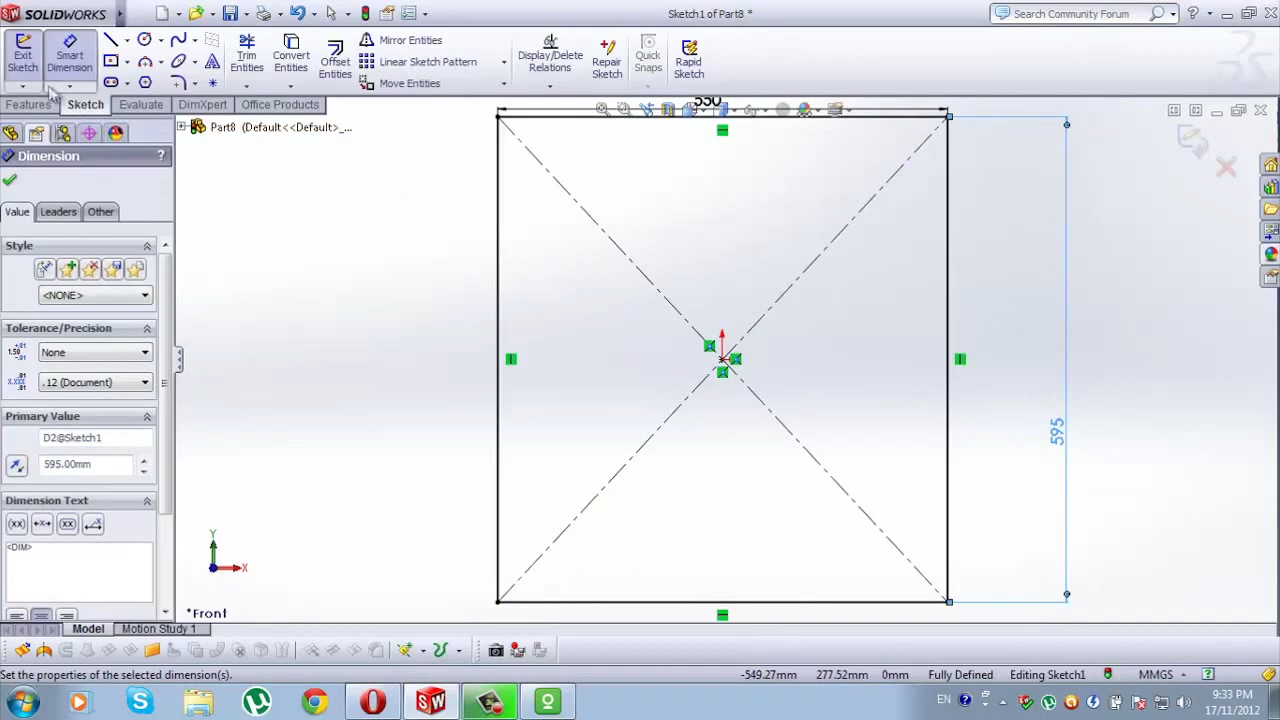 SOLIDWORKS
Sketch1 of Part8 *
Search Community Forum
Exit Sketch
Smart Dimension
Trim Entities
Convert Entities
Offset Entities
Mirror Entities
Linear Sketch Pattern
Move Entities
Display/Delete Relations
Repair Sketch
Quick Snaps
Rapid Sketch
Features
Sketch
Evaluate
DimXpert
Office Products
550
Part8 (Default<<Default>_...
Dimension
?
Value
Leaders
Other
Style
<NONE>
Tolerance/Precision
None
.12 (Document)
Primary Value
D2@Sketch1
595.00mm
595
Dimension Text
(xx)
<DIM>
Y
X
*Front
Model
Motion Study 1
Set the properties of the selected dimension(s).
-549.27mm
277.52mm
0mm
Fully Defined
Editing Sketch1
MMGS
EN
9:33 PM
17/11/2012